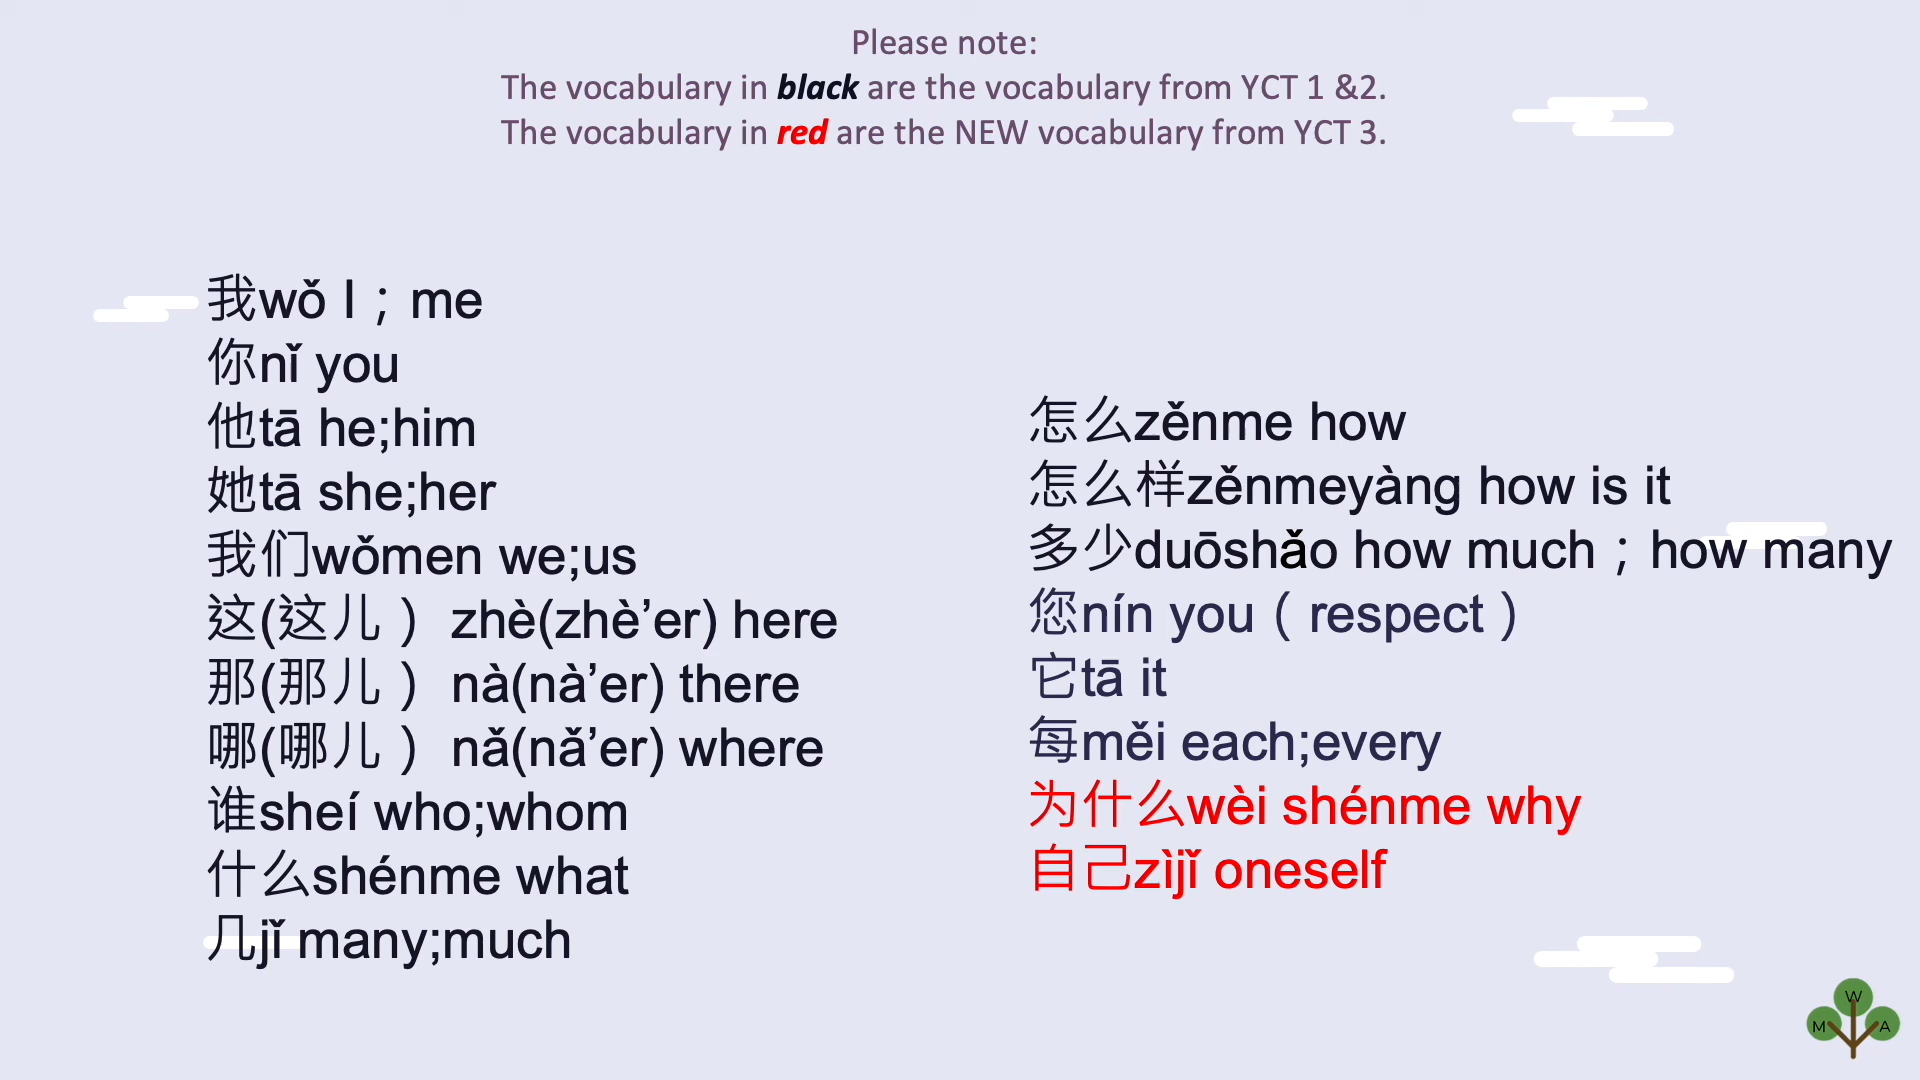 Please note:
The vocabulary in black are the vocabulary from YCT 1 &2.
The vocabulary in red are the NEW vocabulary from YCT 3.
我wǒ I；me
你nǐ you
他tā he;him
她tā she;her
我们wǒmen we;us
这(这儿） zhè(zhè’er) here
那(那儿） nà(nà’er) there
哪(哪儿） nǎ(nǎ’er) where
谁sheí who;whom
什么shénme what
几jǐ many;much
怎么zěnme how
怎么样zěnmeyàng how is it
多少duōshǎo how much；how many
您nín you（respect）
它tā it
每měi each;every
为什么wèi shénme why
自己zìjǐ oneself
M W A